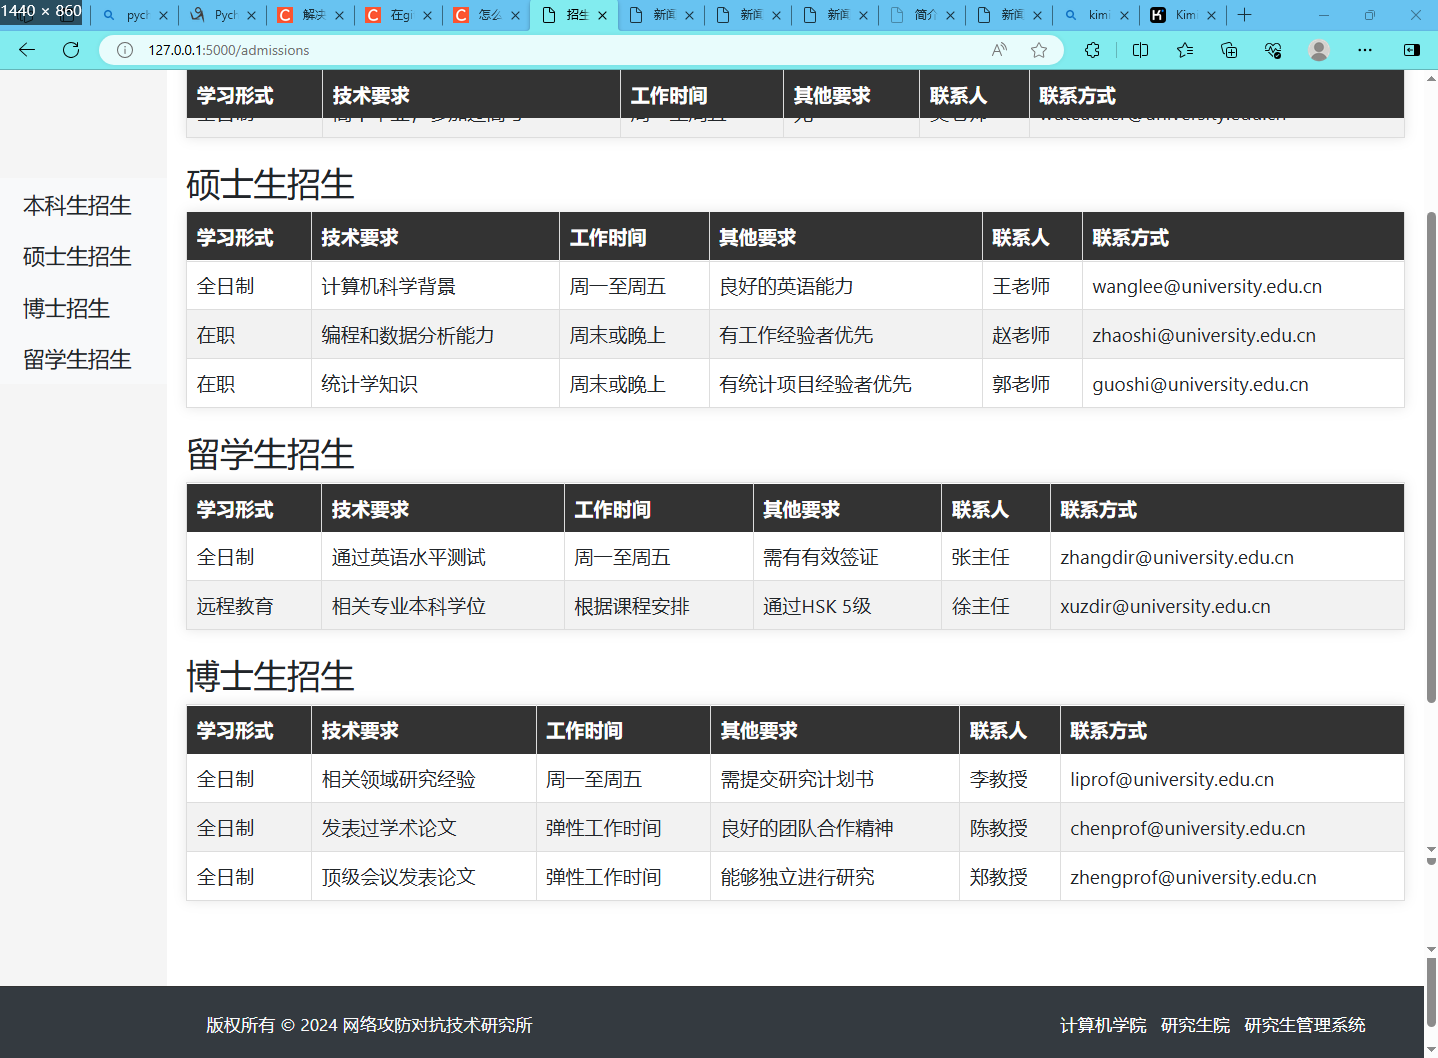 1440 × 860
pych
Pych
解决
在gi
怎么
招生
新闻
新闻
新闻
简介
新闻
kimi
Kimi
127.0.0.1:5000/admissions
学习形式 技术要求 工作时间 其他要求 联系人 联系方式
本科生招生
硕士生招生
博士招生
留学生招生
硕士生招生
学习形式 技术要求 工作时间 其他要求 联系人 联系方式
全日制 计算机科学背景 周一至周五 良好的英语能力 王老师 wanglee@university.edu.cn
在职 编程和数据分析能力 周末或晚上 有工作经验者优先 赵老师 zhaoshi@university.edu.cn
在职 统计学知识 周末或晚上 有统计项目经验者优先 郭老师 guoshi@university.edu.cn
留学生招生
学习形式 技术要求 工作时间 其他要求 联系人 联系方式
全日制 通过英语水平测试 周一至周五 需有有效签证 张主任 zhangdir@university.edu.cn
远程教育 相关专业本科学位 根据课程安排 通过HSK 5级 徐主任 xuzdir@university.edu.cn
博士生招生
学习形式 技术要求 工作时间 其他要求 联系人 联系方式
全日制 相关领域研究经验 周一至周五 需提交研究计划书 李教授 liprof@university.edu.cn
全日制 发表过学术论文 弹性工作时间 良好的团队合作精神 陈教授 chenprof@university.edu.cn
全日制 顶级会议发表论文 弹性工作时间 能够独立进行研究 郑教授 zhengprof@university.edu.cn
版权所有 © 2024 网络攻防对抗技术研究所 计算机学院 研究生院 研究生管理系统